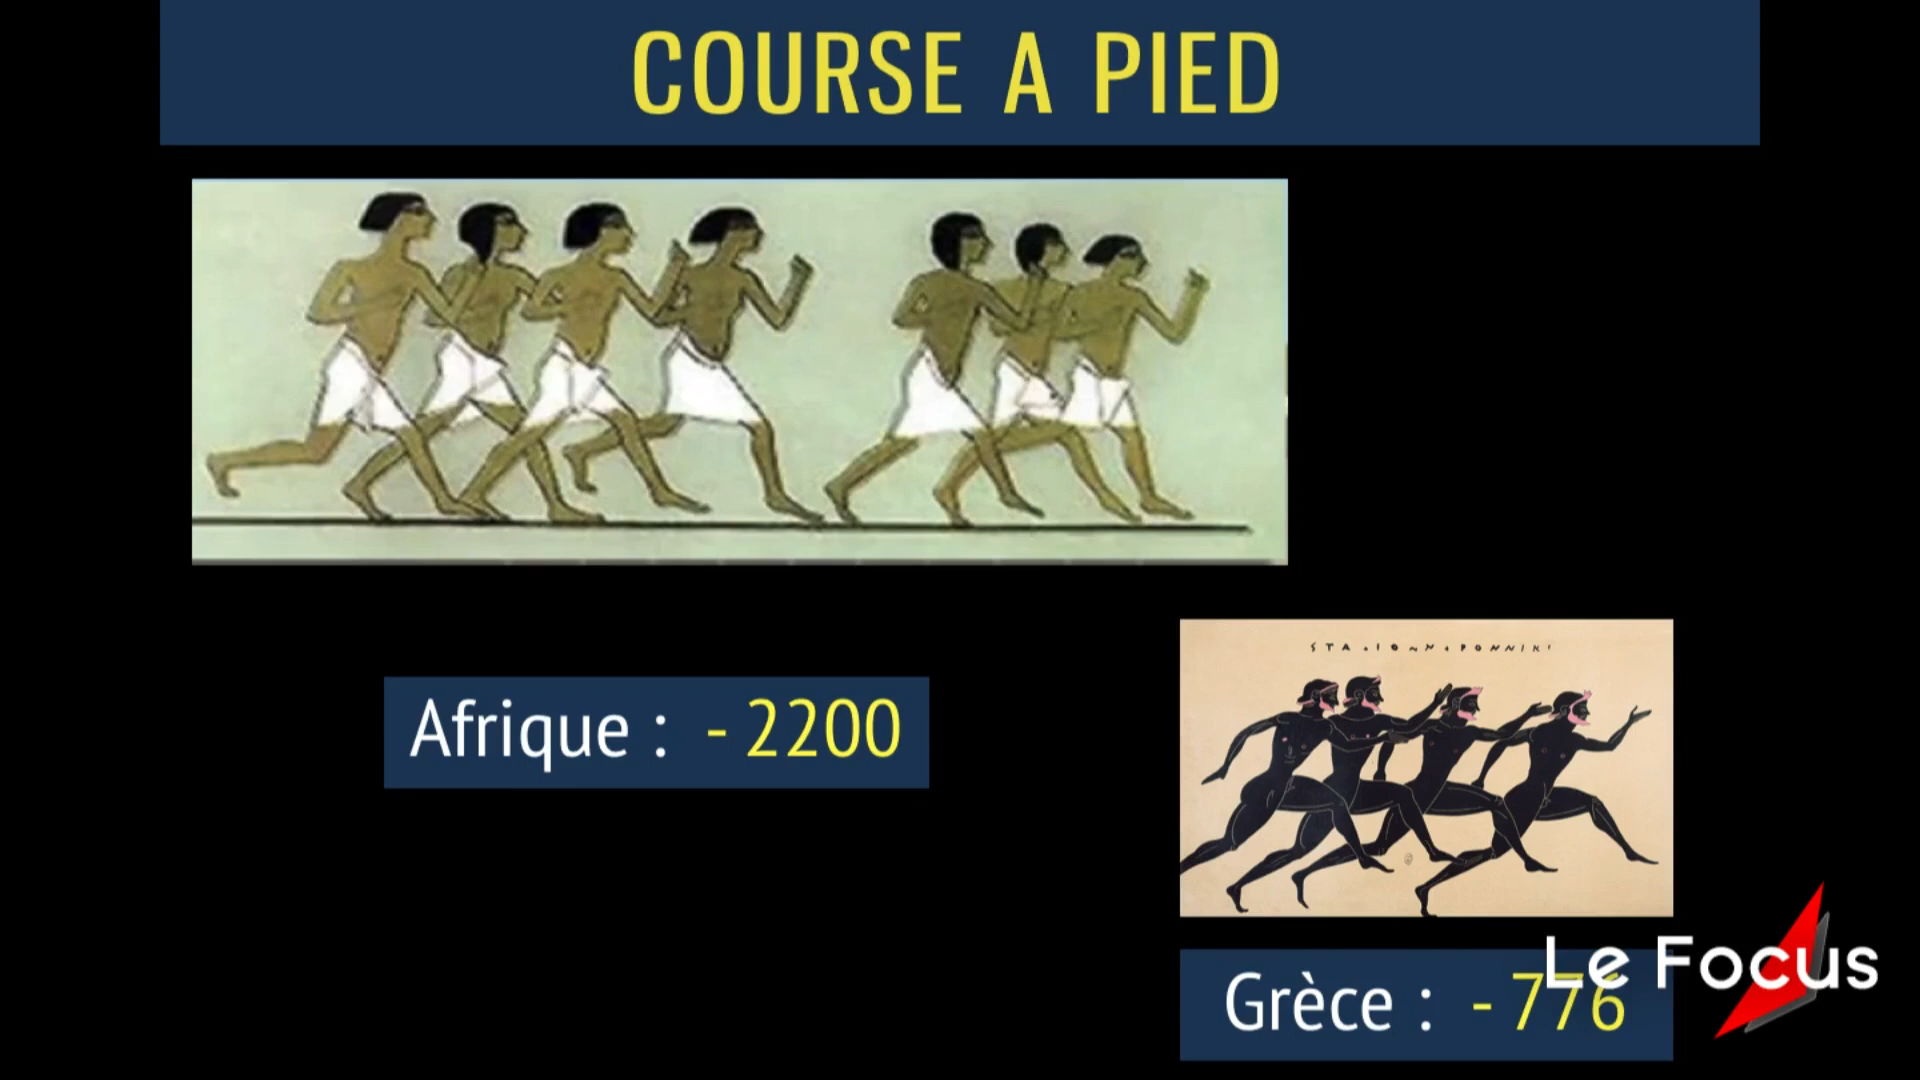 COURSE A PIED
Afrique : - 2200
Grèce : - 776
Le Focus